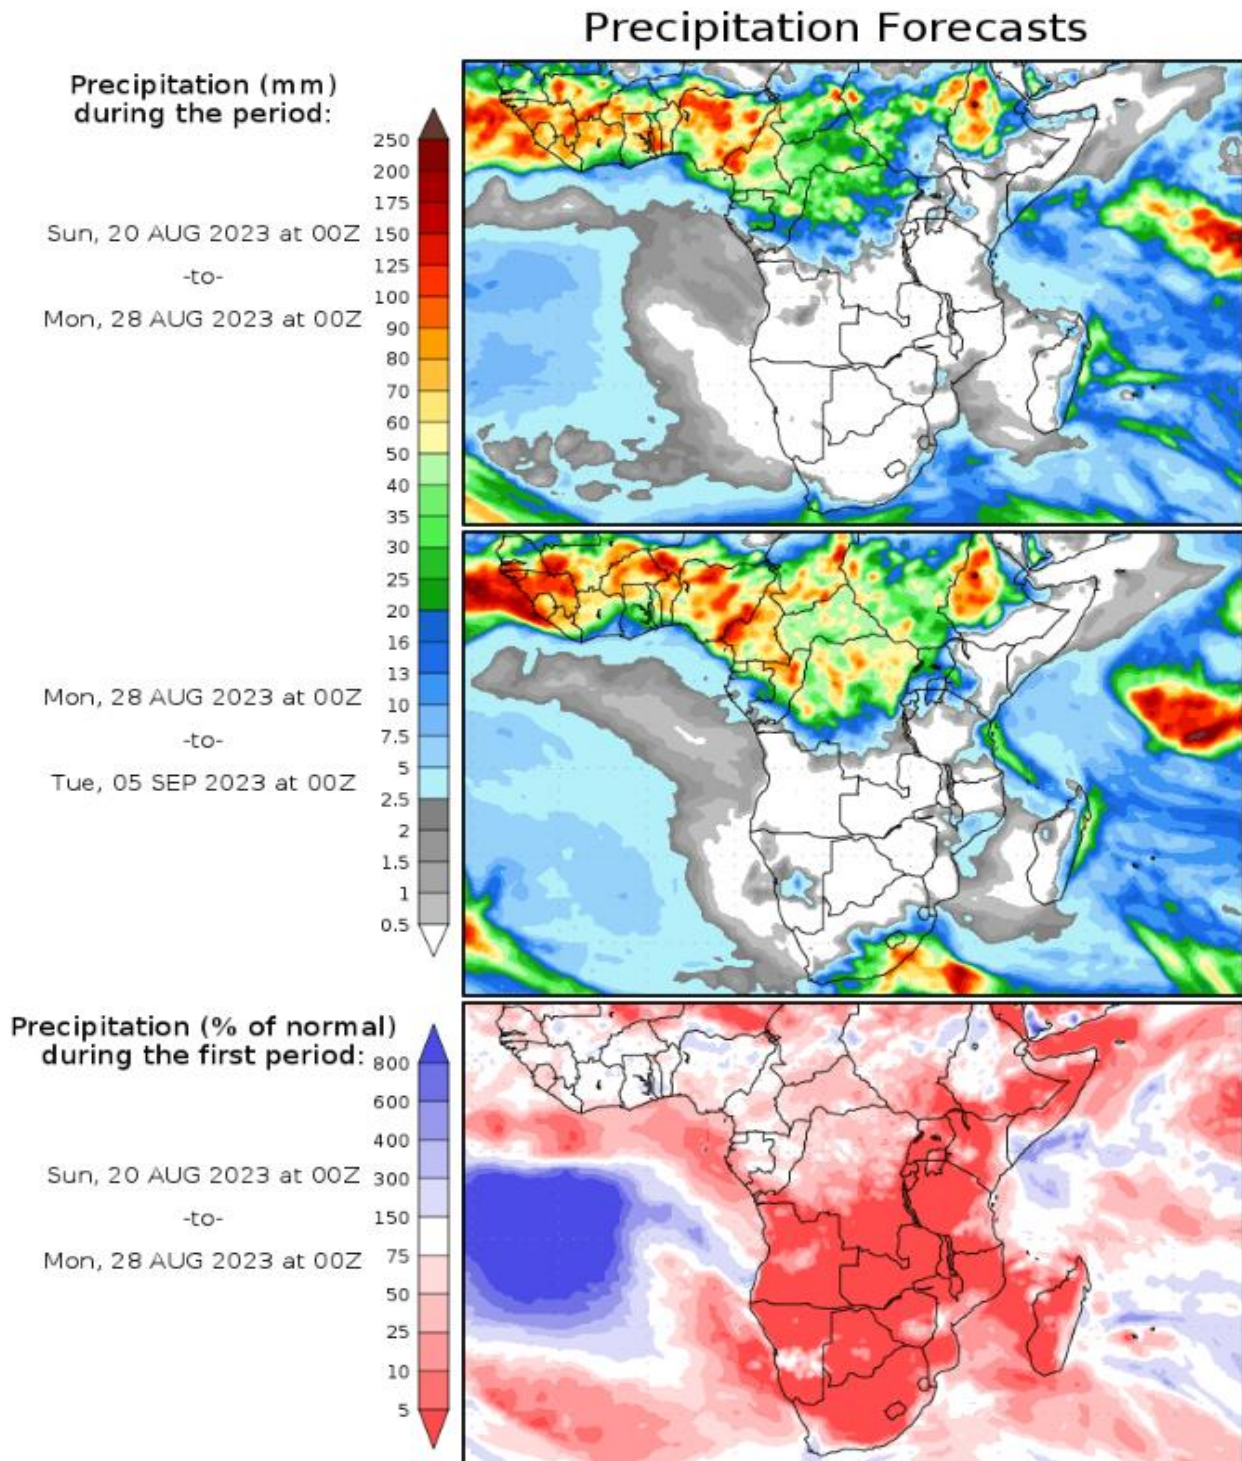 Precipitation Forecasts
Precipitation (mm)
during the period:
250
200
175
150
125
100
90
80
70
60
50
40
35
30
25
20
16
13
10
7.5
5
2.5
2
1.5
1
0.5
Sun, 20 AUG 2023 at 00Z
-to-
Mon, 28 AUG 2023 at 00Z
Mon, 28 AUG 2023 at 00Z
-to-
Tue, 05 SEP 2023 at 00Z
Precipitation (% of normal)
during the first period:
800
600
400
300
150
75
50
25
10
5
Sun, 20 AUG 2023 at 00Z
-to-
Mon, 28 AUG 2023 at 00Z